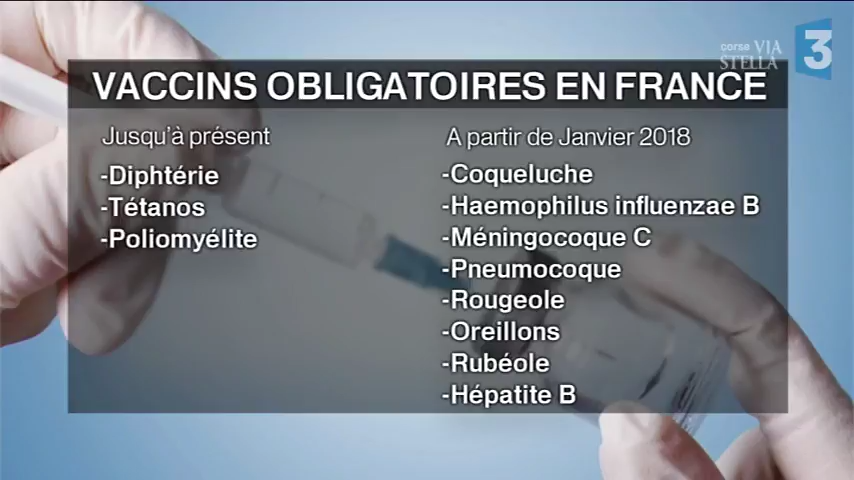 corse VIA
STELLA
3
VACCINS OBLIGATOIRES EN FRANCE
Jusqu'à présent
-Diphtérie
-Tétanos
-Poliomyélite
A partir de Janvier 2018
-Coqueluche
-Haemophilus influenzae B
-Méningocoque C
-Pneumocoque
-Rougeole
-Oreillons
-Rubéole
-Hépatite B